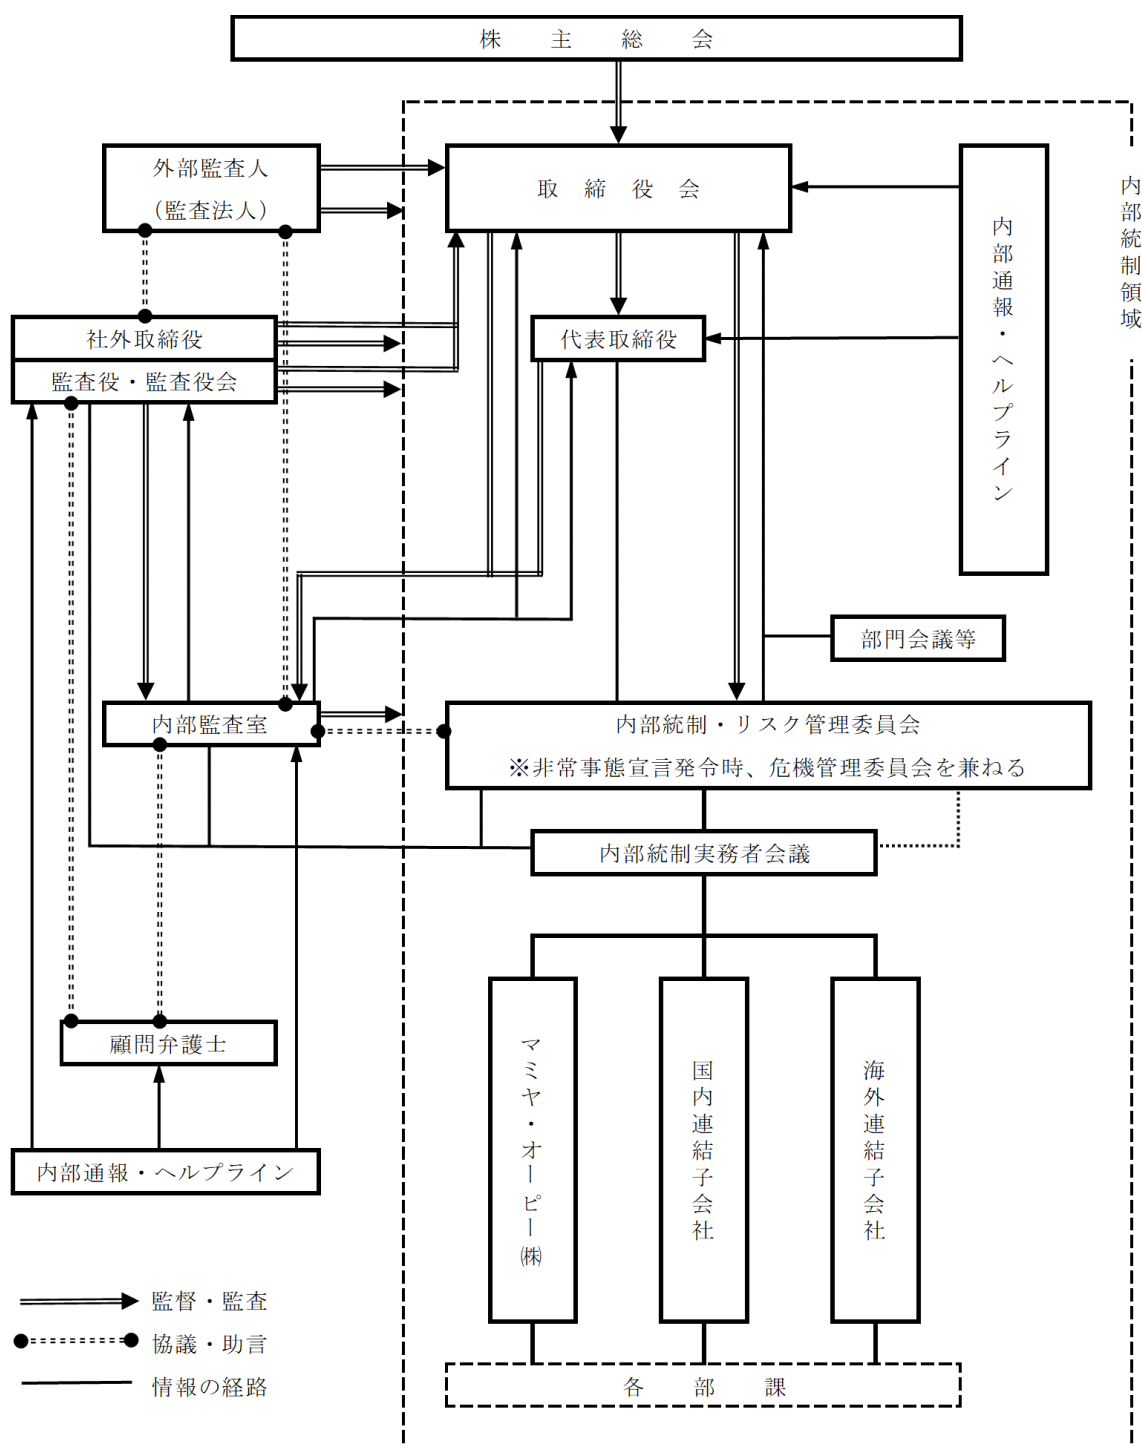 株主総会
外部監査人
（監査法人）
取締役会
内部統制領域
内部通報・ヘルプライン
社外取締役
監査役・監査役会
代表取締役
部門会議等
内部監査室
内部統制・リスク管理委員会
※非常事態宣言発令時、危機管理委員会を兼ねる
内部統制実務者会議
顧問弁護士
内部通報・ヘルプライン
マミヤ・オーピー㈱
国内連結子会社
海外連結子会社
監督・監査
協議・助言
情報の経路
各部課